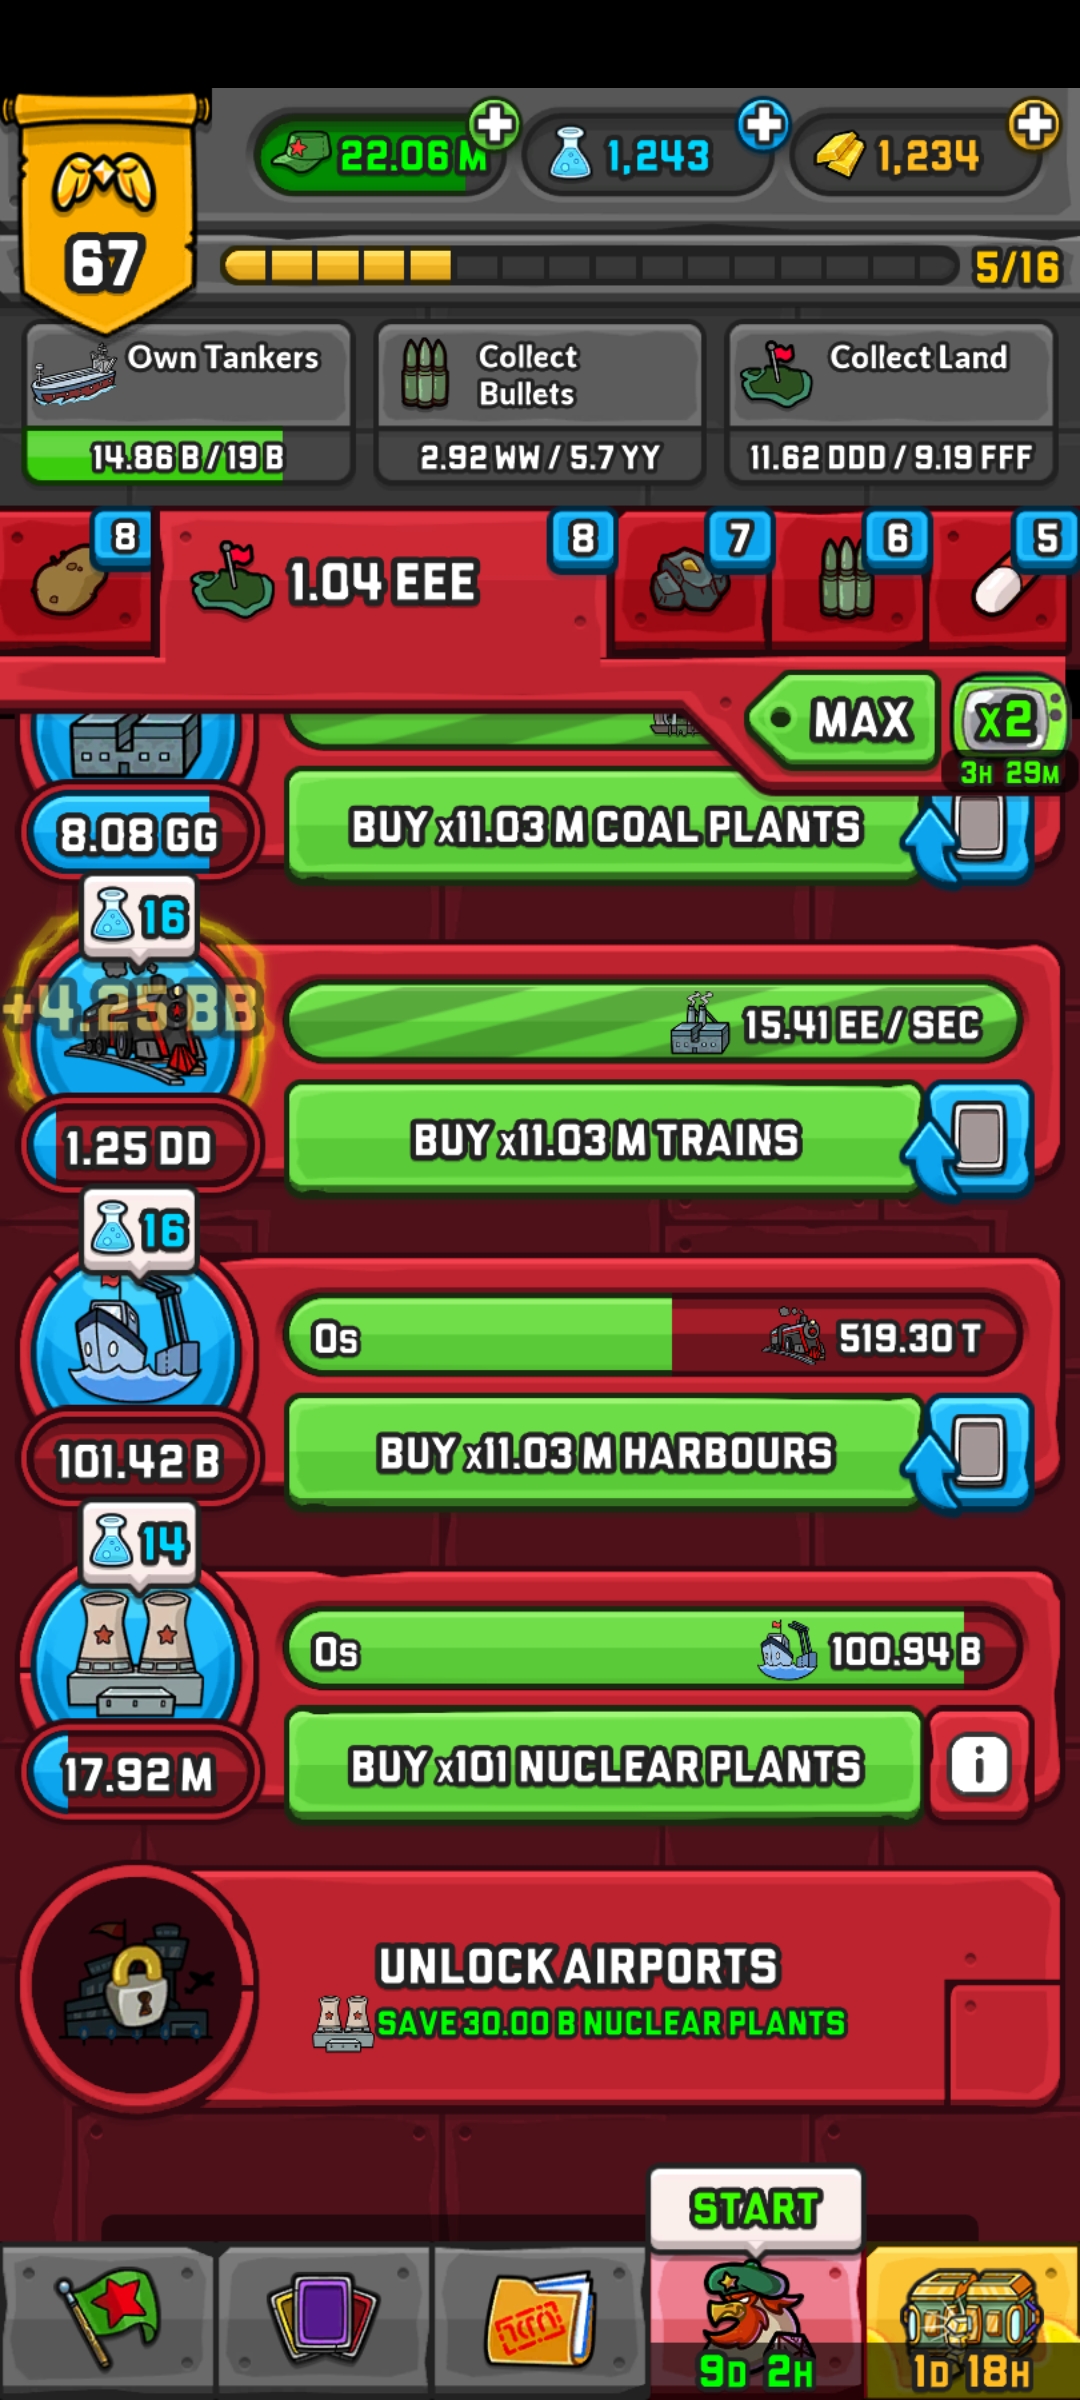 22.06 M
1,243
1,234
67
5/16
Own Tankers
14.86 B / 19 B
Collect
Bullets
2.92 WW / 5.7 YY
Collect Land
11.62 DDD / 9.19 FFF
8
1.04 EEE
8
7
6
5
MAX
x2
3H 29M
8.08 GG
BUY x11.03 M COAL PLANTS
16
+4.25 BB
15.41 EE / SEC
1.25 DD
BUY x11.03 M TRAINS
16
0s
519.30 T
101.42 B
BUY x11.03 M HARBOURS
14
0s
100.94 B
17.92 M
BUY x101 NUCLEAR PLANTS
i
UNLOCK AIRPORTS
SAVE 30.00 B NUCLEAR PLANTS
START
9D 2H
1D 18H